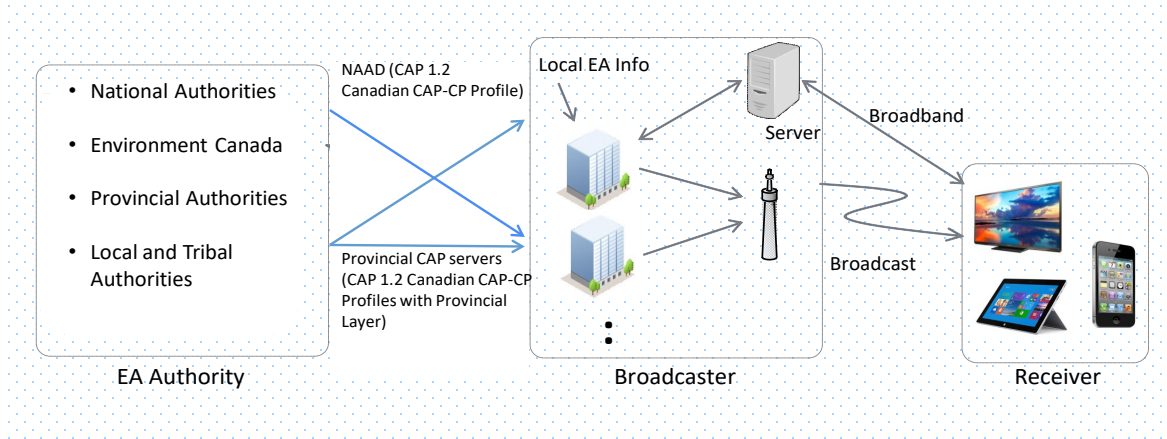 • National Authorities
• Environment Canada
• Provincial Authorities
• Local and Tribal
Authorities
EA Authority
NAAD (CAP 1.2
Canadian CAP-CP Profile)
Provincial CAP servers
(CAP 1.2 Canadian CAP-CP
Profiles with Provincial
Layer)
Local EA Info
Server
Broadcaster
Broadband
Broadcast
Receiver